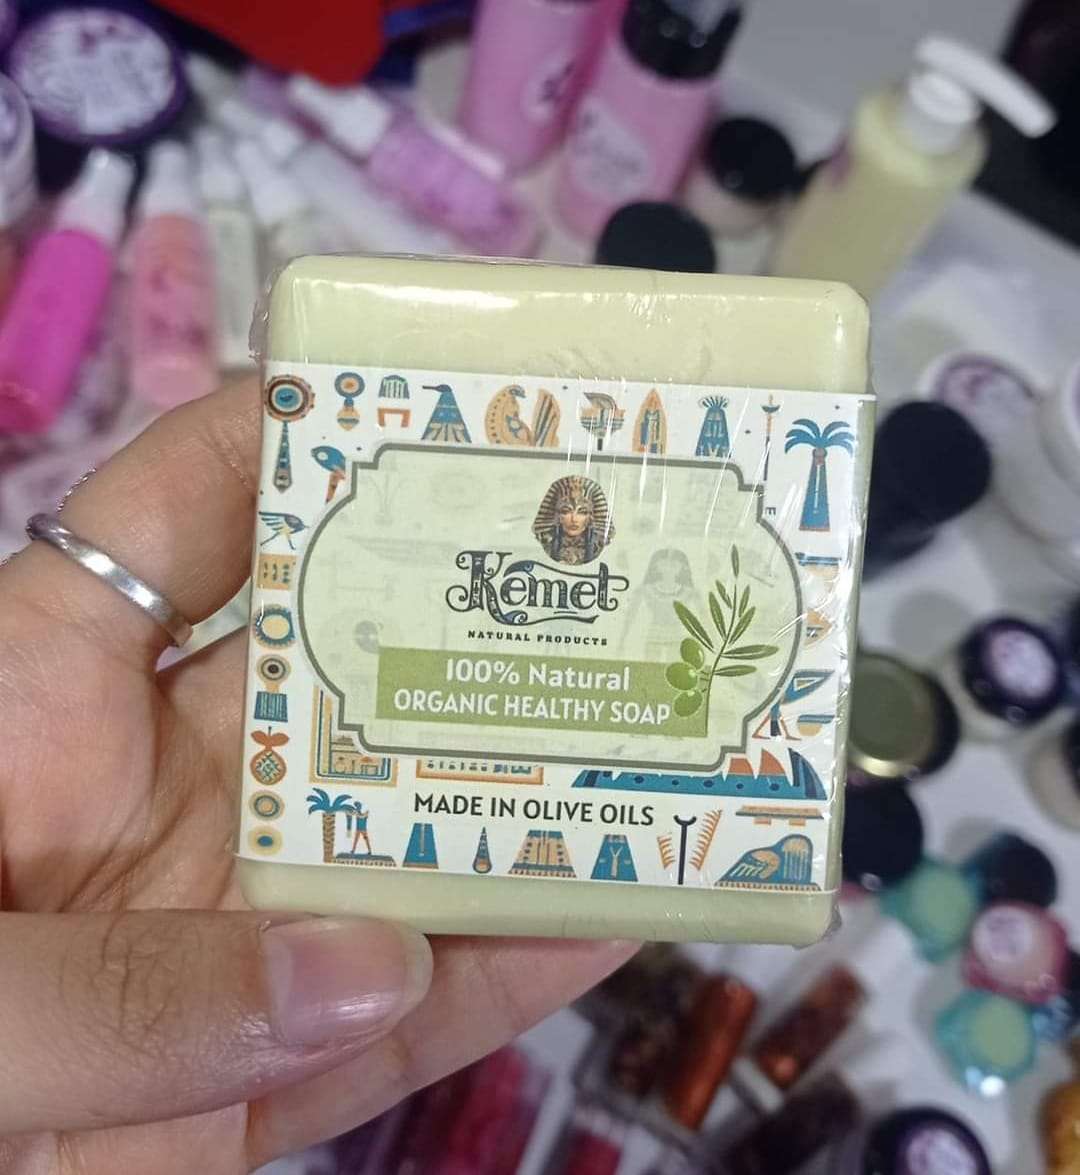 Kemet
NATURAL PRODUCTS
100% Natural
ORGANIC HEALTHY SOAP
MADE IN OLIVE OILS